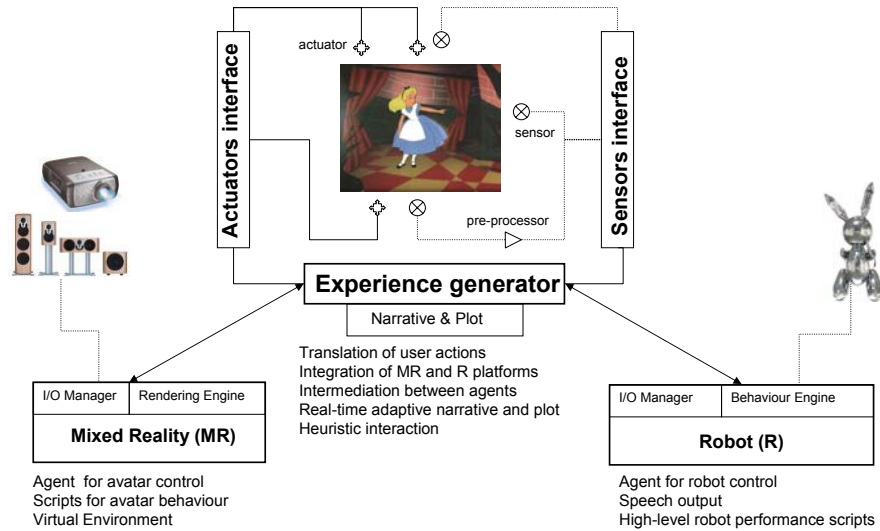 actuator
Actuators interface
Sensors interface
sensor
pre-processor
Experience generator
Narrative & Plot
Translation of user actions
Integration of MR and R platforms
Intermediation between agents
Real-time adaptive narrative and plot
Heuristic interaction
I/O Manager
Rendering Engine
Mixed Reality (MR)
Agent for avatar control
Scripts for avatar behaviour
Virtual Environment
I/O Manager
Behaviour Engine
Robot (R)
Agent for robot control
Speech output
High-level robot performance scripts